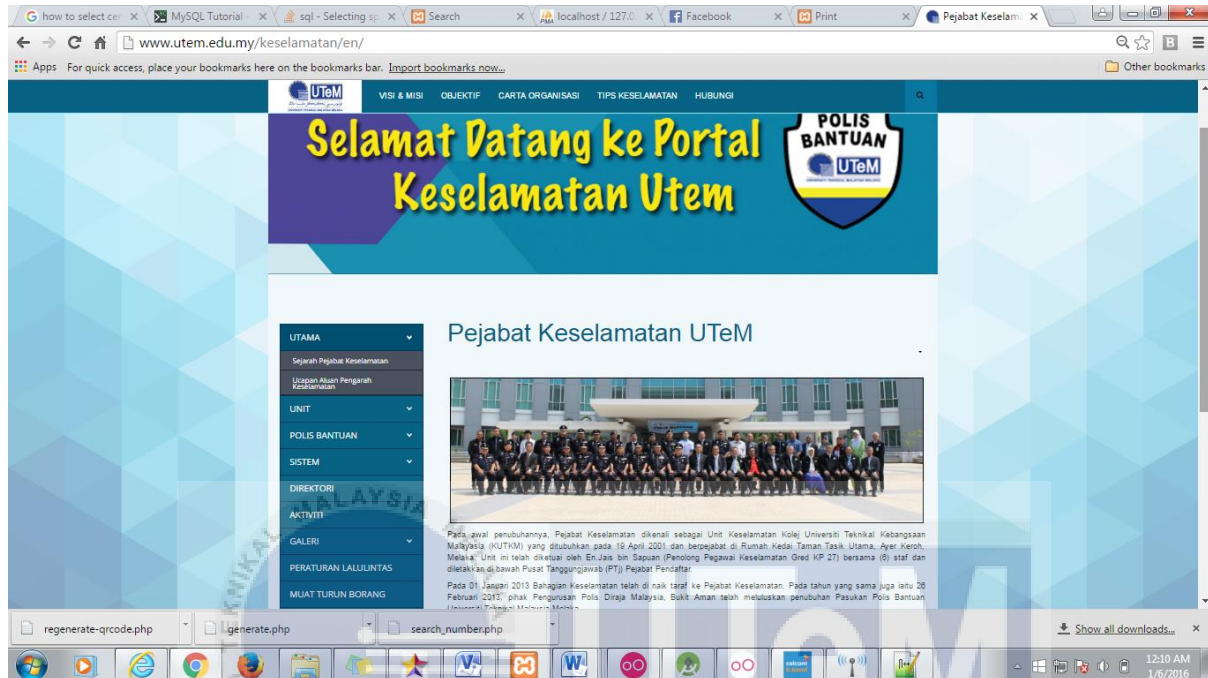 how to select cer
MySQL Tutorial -
sql - Selecting sp
Search
localhost / 127.0.
Facebook
Print
Pejabat Keselam
www.utem.edu.my/keselamatan/en/
Apps For quick access, place your bookmarks here on the bookmarks bar. Import bookmarks now...
Other bookmarks
UTeM
VISI & MISI OBJEKTIF CARTA ORGANISASI TIPS KESELAMATAN HUBUNGI
Selamat Datang ke Portal
Keselamatan Utem
POLIS
BANTUAN
UTeM
UTAMA
Sejarah Pejabat Keselamatan
Ucapan Aluan Pengarah
Keselamatan
UNIT
POLIS BANTUAN
SISTEM
DIREKTORI
AKTIVITI
GALERI
PERATURAN LALULINTAS
MUAT TURUN BORANG
Pejabat Keselamatan UTeM
Pada awal penubuhannya, Pejabat Keselamatan dikenali sebagai Unit Keselamatan Kolej Universiti Teknikal Kebangsaan
Malayasia (KUTKM) yang ditubuhkan pada 19 April 2001 dan berpejabat di Rumah Kedai Taman Tasik Utama, Ayer Keroh,
Melaka. Unit ini telah diketuai oleh En.Jais bin Sapuan (Penolong Pegawai Keselamatan Gred KP 27) bersama (6) staf dan
diletakkan di bawah Pusat Tanggungjawab (PTj) Pejabat Pendaftar.
Pada 01 Januari 2013 Bahagian Keselamatan telah di naik taraf ke Pejabat Keselamatan. Pada tahun yang sama juga iaitu 26
Februari 2013, pihak Pengurusan Polis Diraja Malaysia, Bukit Aman telah meluluskan penubuhan Pasukan Polis Bantuan
Universiti Teknikal Malaysia Melaka
TEKNIKAL MALAYSIA
UTeM
regenerate-qrcode.php
generate.php
search_number.php
Show all downloads...
12:10 AM
1/6/2016